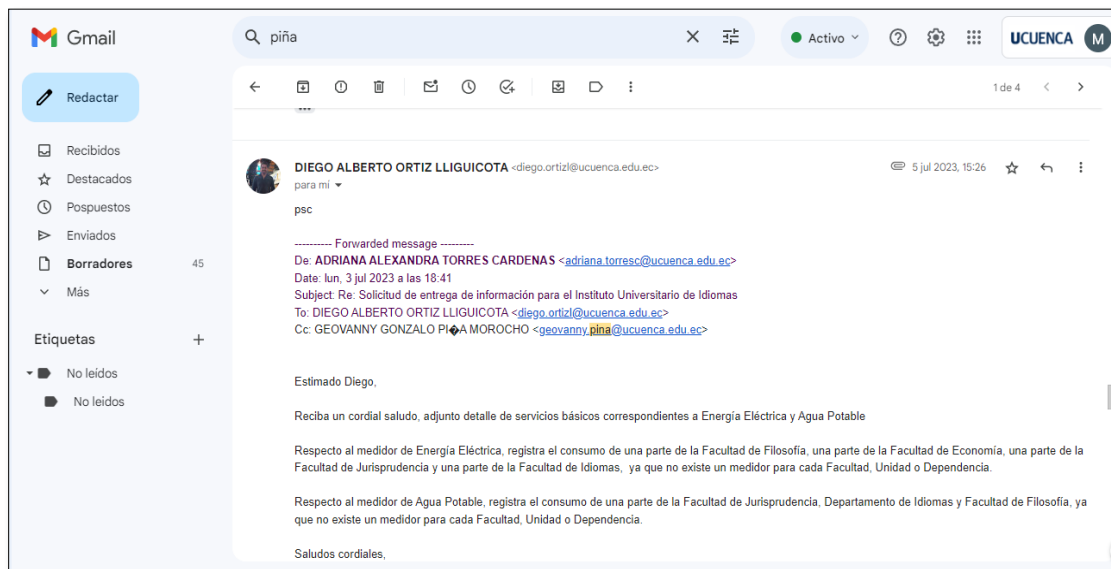 Gmail
piña
Activo
UCUENCA
M
Redactar
1 de 4
Recibidos
Destacados
Pospuestos
Enviados
Borradores 45
Más
Etiquetas
No leídos
No leidos
DIEGO ALBERTO ORTIZ LLIGUICOTA <diego.ortizl@ucuenca.edu.ec>
5 jul 2023, 15:26
para mí
psc
---------- Forwarded message ---------
De: ADRIANA ALEXANDRA TORRES CARDENAS <adriana.torresc@ucuenca.edu.ec>
Date: lun, 3 jul 2023 a las 18:41
Subject: Re: Solicitud de entrega de información para el Instituto Universitario de Idiomas
To: DIEGO ALBERTO ORTIZ LLIGUICOTA <diego.ortizl@ucuenca.edu.ec>
Cc: GEOVANNY GONZALO PI�A MOROCHO <geovanny.pina@ucuenca.edu.ec>
Estimado Diego,
Reciba un cordial saludo, adjunto detalle de servicios básicos correspondientes a Energía Eléctrica y Agua Potable
Respecto al medidor de Energía Eléctrica, registra el consumo de una parte de la Facultad de Filosofía, una parte de la Facultad de Economía, una parte de la
Facultad de Jurisprudencia y una parte de la Facultad de Idiomas, ya que no existe un medidor para cada Facultad, Unidad o Dependencia.
Respecto al medidor de Agua Potable, registra el consumo de una parte de la Facultad de Jurisprudencia, Departamento de Idiomas y Facultad de Filosofía, ya
que no existe un medidor para cada Facultad, Unidad o Dependencia.
Saludos cordiales,